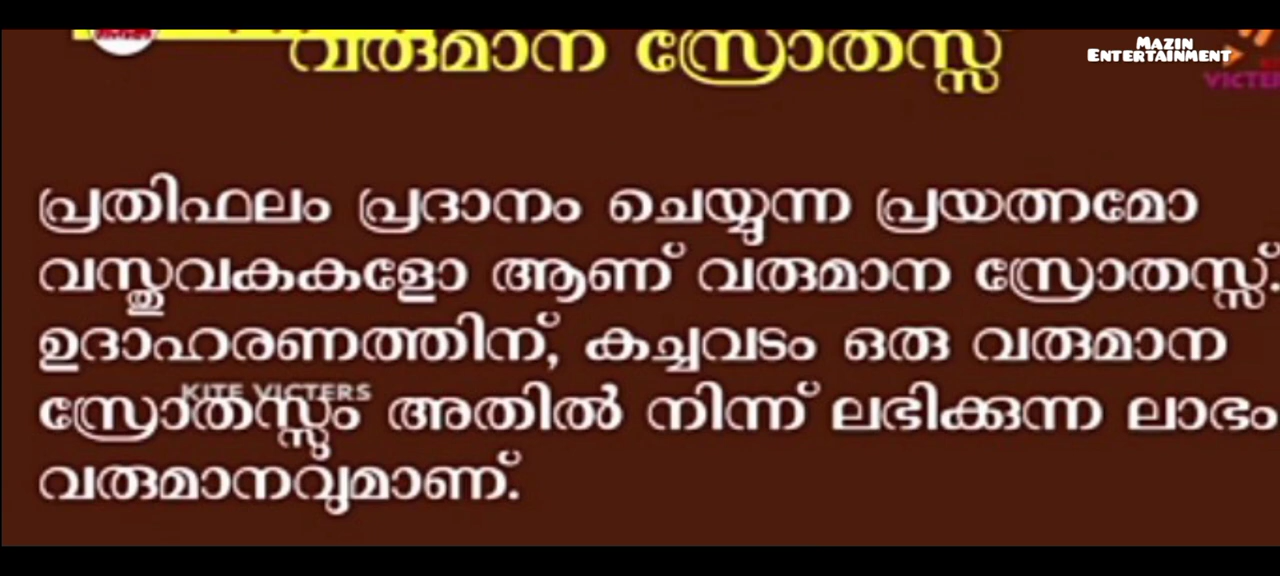 വരുമാന സ്രോതസ്സ്
MAZIN
ENTERTAINMENT
VICTER
പ്രതിഫലം പ്രദാനം ചെയ്യുന്ന പ്രയത്നമോ
വസ്തുവകകളോ ആണ് വരുമാന സ്രോതസ്സ്.
ഉദാഹരണത്തിന്, കച്ചവടം ഒരു വരുമാന
KITE VICTERS
സ്രോതസ്സും അതിൽ നിന്ന് ലഭിക്കുന്ന ലാഭം
വരുമാനവുമാണ്.